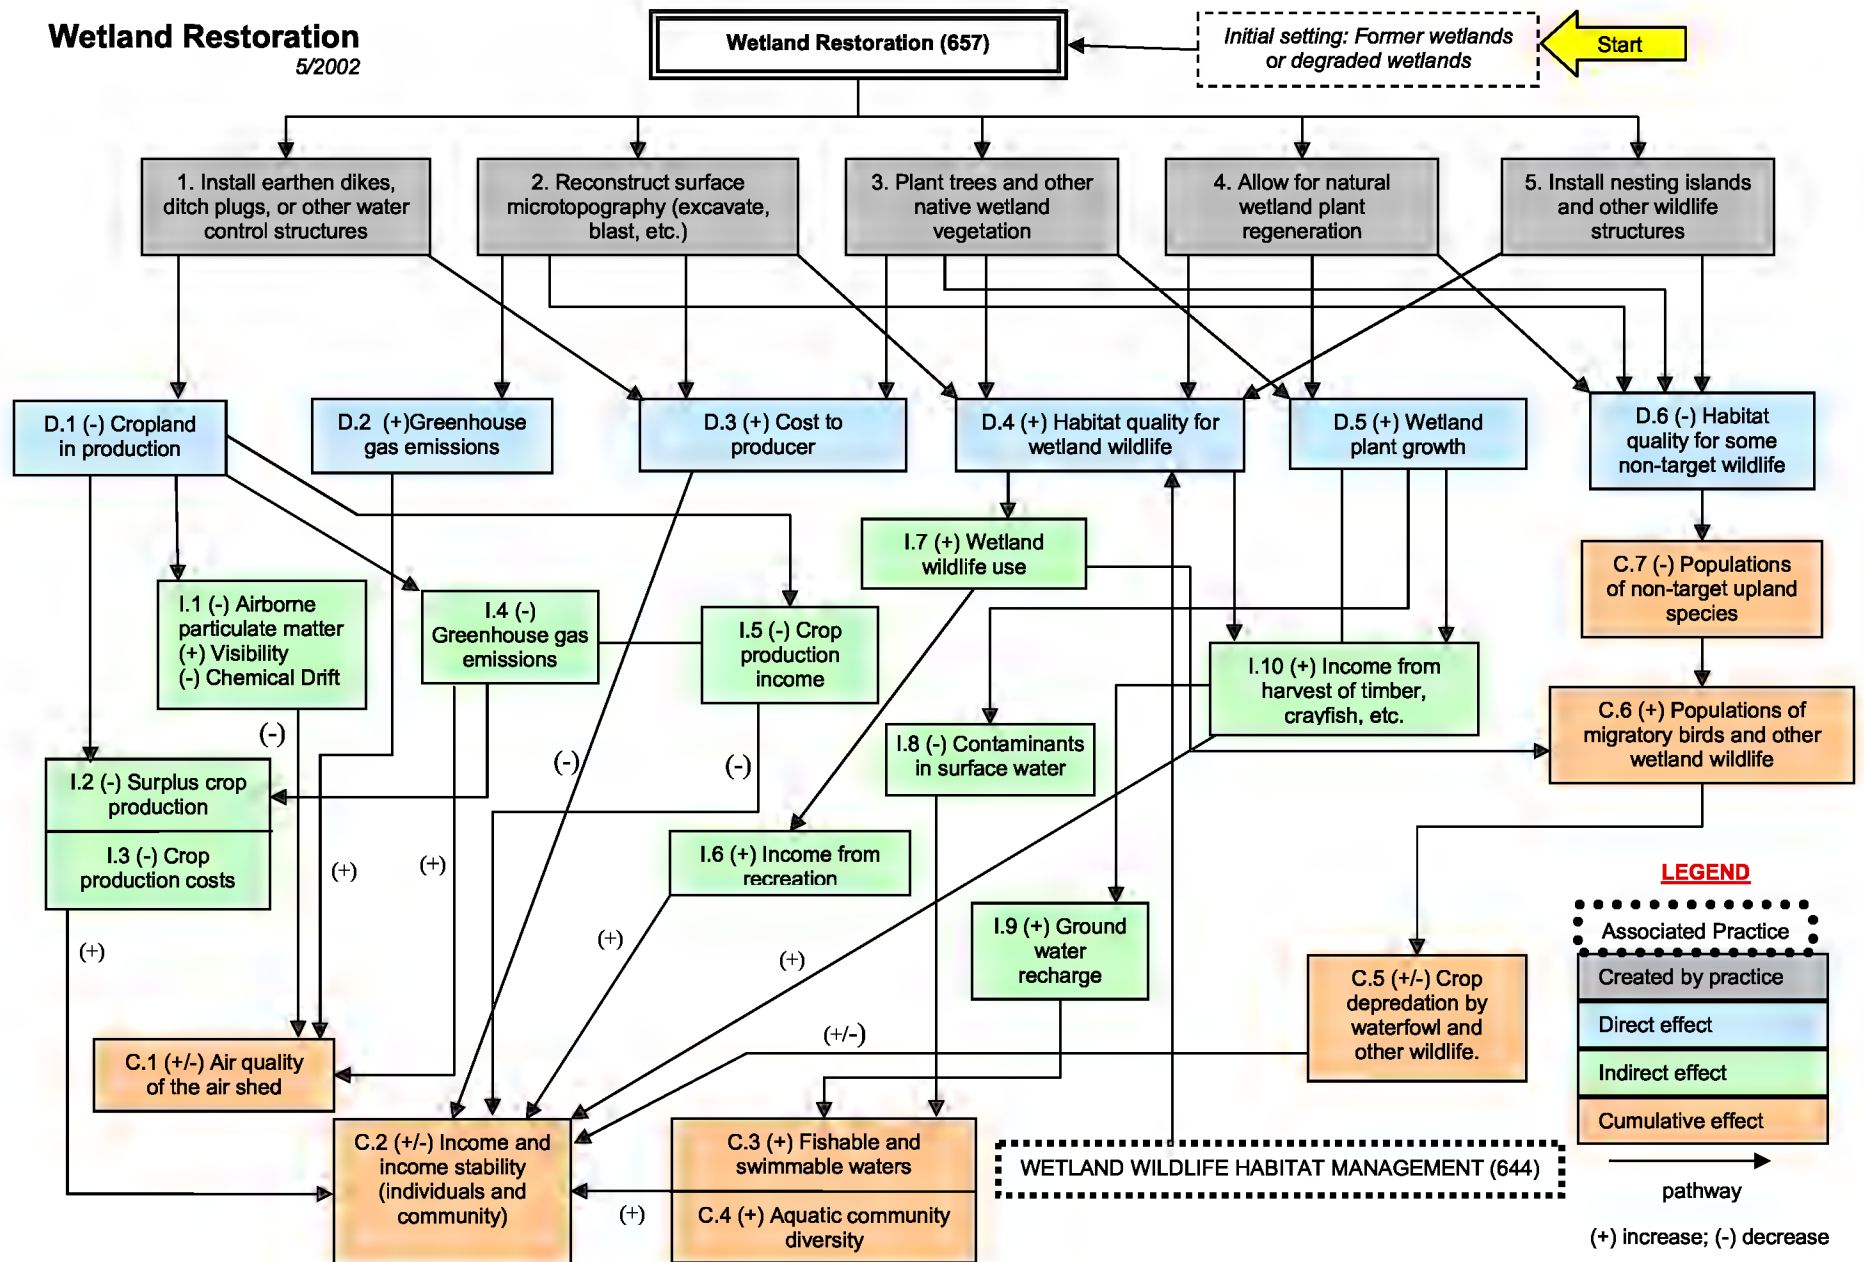 Wetland Restoration
5/2002
Wetland Restoration (657)
Initial setting: Former wetlands
or degraded wetlands
Start
1. Install earthen dikes,
ditch plugs, or other water
control structures
2. Reconstruct surface
microtopography (excavate,
blast, etc.)
3. Plant trees and other
native wetland
vegetation
4. Allow for natural
wetland plant
regeneration
5. Install nesting islands
and other wildlife
structures
D.1 (-) Cropland
in production
D.2 (+)Greenhouse
gas emissions
D.3 (+) Cost to
producer
D.4 (+) Habitat quality for
wetland wildlife
D.5 (+) Wetland
plant growth
D.6 (-) Habitat
quality for some
non-target wildlife
I.7 (+) Wetland
wildlife use
C.7 (-) Populations
of non-target upland
species
I.1 (-) Airborne
particulate matter
(+) Visibility
(-) Chemical Drift
I.4 (-)
Greenhouse gas
emissions
I.5 (-) Crop
production
income
I.10 (+) Income from
harvest of timber,
crayfish, etc.
C.6 (+) Populations of
migratory birds and other
wetland wildlife
(-)
(-)
(-)
I.8 (-) Contaminants
in surface water
I.2 (-) Surplus crop
production
I.3 (-) Crop
production costs
(+)
(+)
I.6 (+) Income from
recreation
I.9 (+) Ground
water
recharge
(+)
(+)
(+)
(+/-)
C.5 (+/-) Crop
depredation by
waterfowl and
other wildlife.
C.1 (+/-) Air quality
of the air shed
C.2 (+/-) Income and
income stability
(individuals and
community)
(+)
C.3 (+) Fishable and
swimmable waters
C.4 (+) Aquatic community
diversity
WETLAND WILDLIFE HABITAT MANAGEMENT (644)
LEGEND
Associated Practice
Created by practice
Direct effect
Indirect effect
Cumulative effect
pathway
(+) increase; (-) decrease